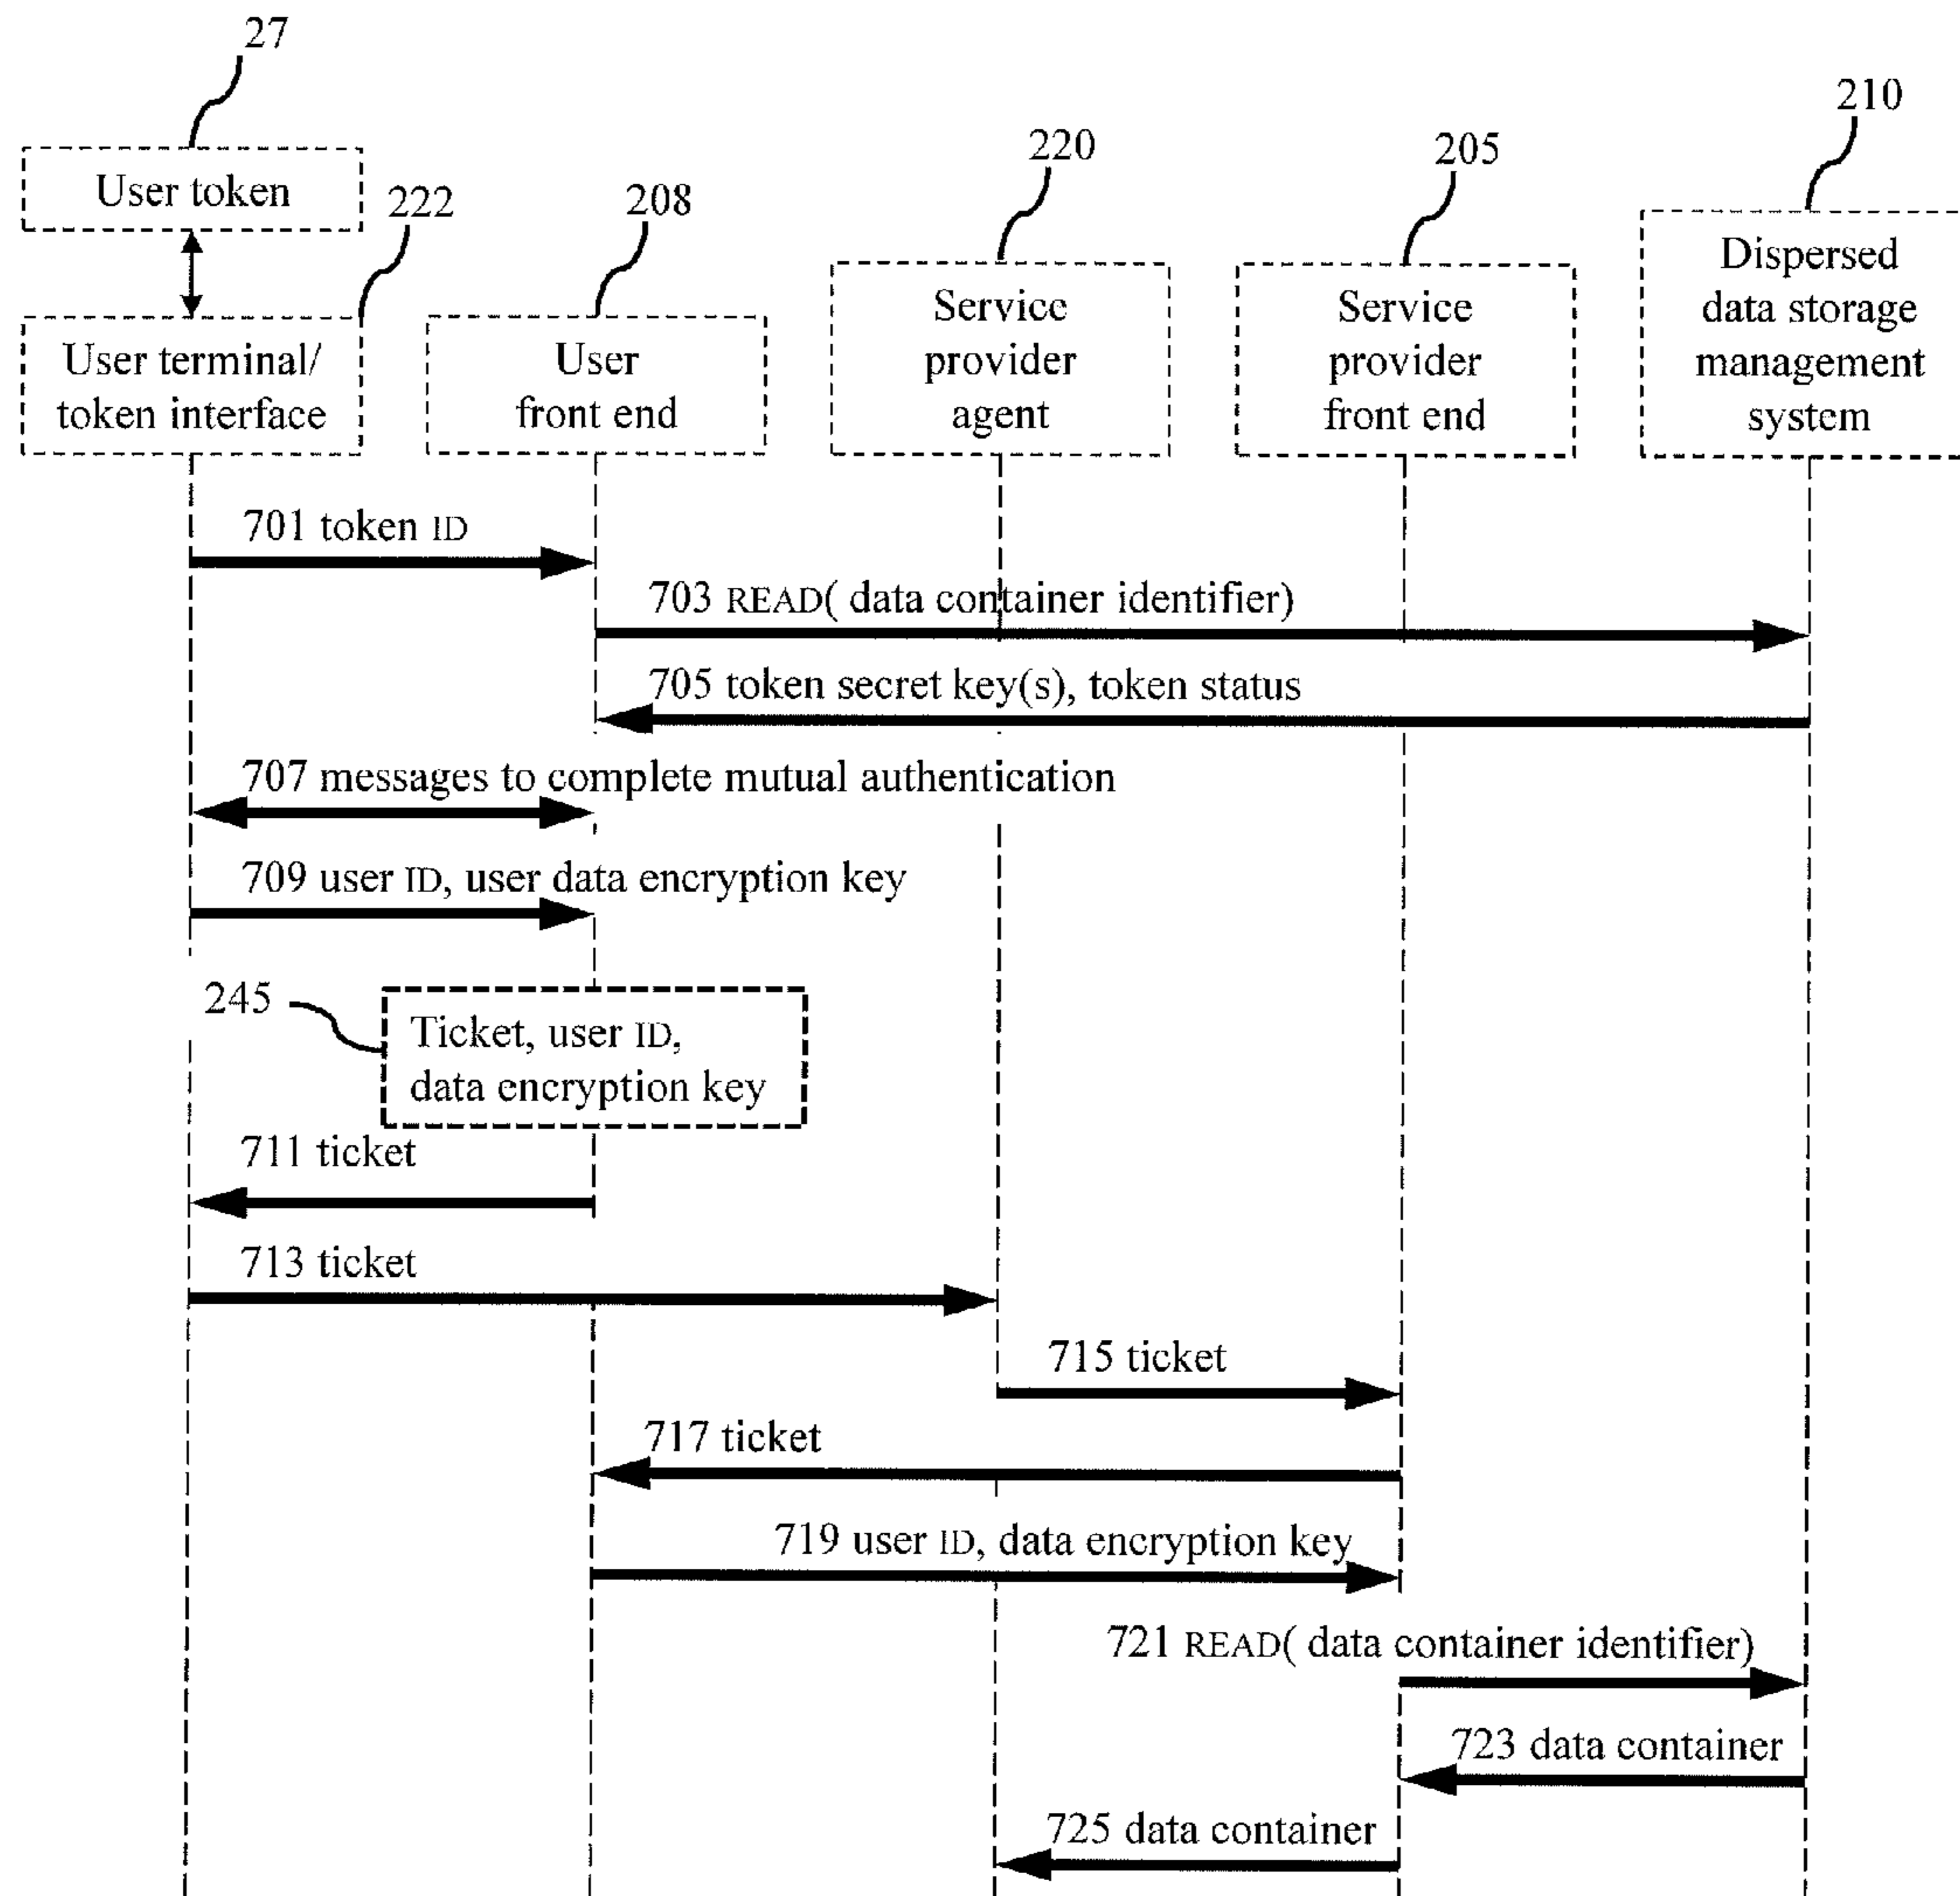 27
210
220
205
User token
222
208
Dispersed
data storage
management
system
Service
provider
agent
Service
provider
front end
User terminal/
token interface
User
front end
701 token ID
703 READ( data container identifier)
705 token secret key(s), token status
707 messages to complete mutual authentication
709 user ID, user data encryption key
245
Ticket, user ID,
data encryption key
711 ticket
713 ticket
715 ticket
717 ticket
719 user ID, data encryption key
721 READ( data container identifier)
723 data container
725 data container